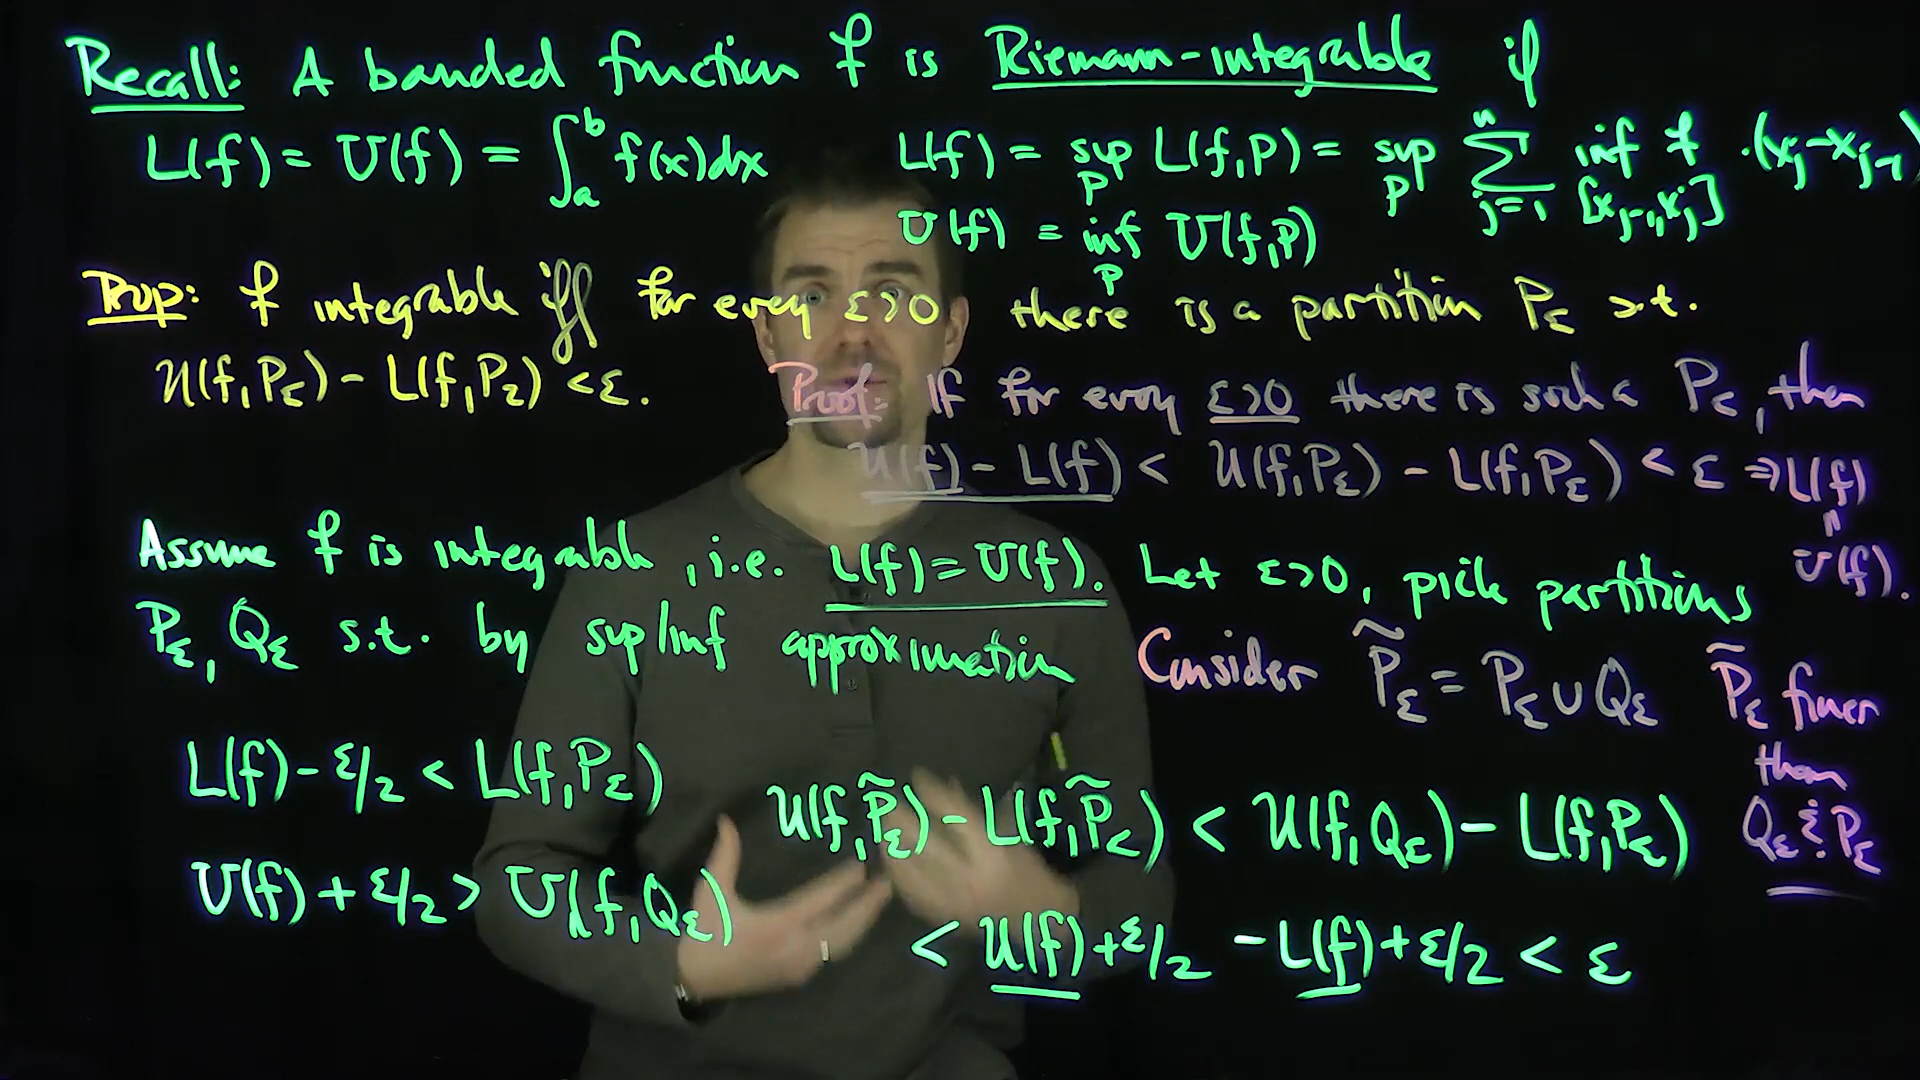 Recall: A bounded function f is Riemann-integrable if
L(f) = U(f) = ∫_a^b f(x)dx
L(f) = sup_P L(f,P) = sup_P Σ_{j=1}^n inf_{[x_{j-1},x_j]} f ·(x_j-x_{j-1})
U(f) = inf_P U(f,P)
Prop: f integrable iff for every ε>0 there is a partition P_ε s.t.
U(f,P_ε) - L(f,P_ε) < ε.
Proof: If for every ε>0 there is such a P_ε, then
U(f) - L(f) < U(f,P_ε) - L(f,P_ε) < ε ⇒ L(f)
=
U(f).
Assume f is integrable, i.e. L(f) = U(f). Let ε>0, pick partitions
P_ε, Q_ε s.t. by sup/inf approximation
Consider P̃_ε = P_ε ∪ Q_ε
P̃_ε finer
than
Q_ε & P_ε
L(f) - ε/2 < L(f,P_ε)
U(f) + ε/2 > U(f,Q_ε)
U(f,P̃_ε) - L(f,P̃_ε) < U(f,Q_ε) - L(f,P_ε)
< U(f) + ε/2 - L(f) + ε/2 < ε